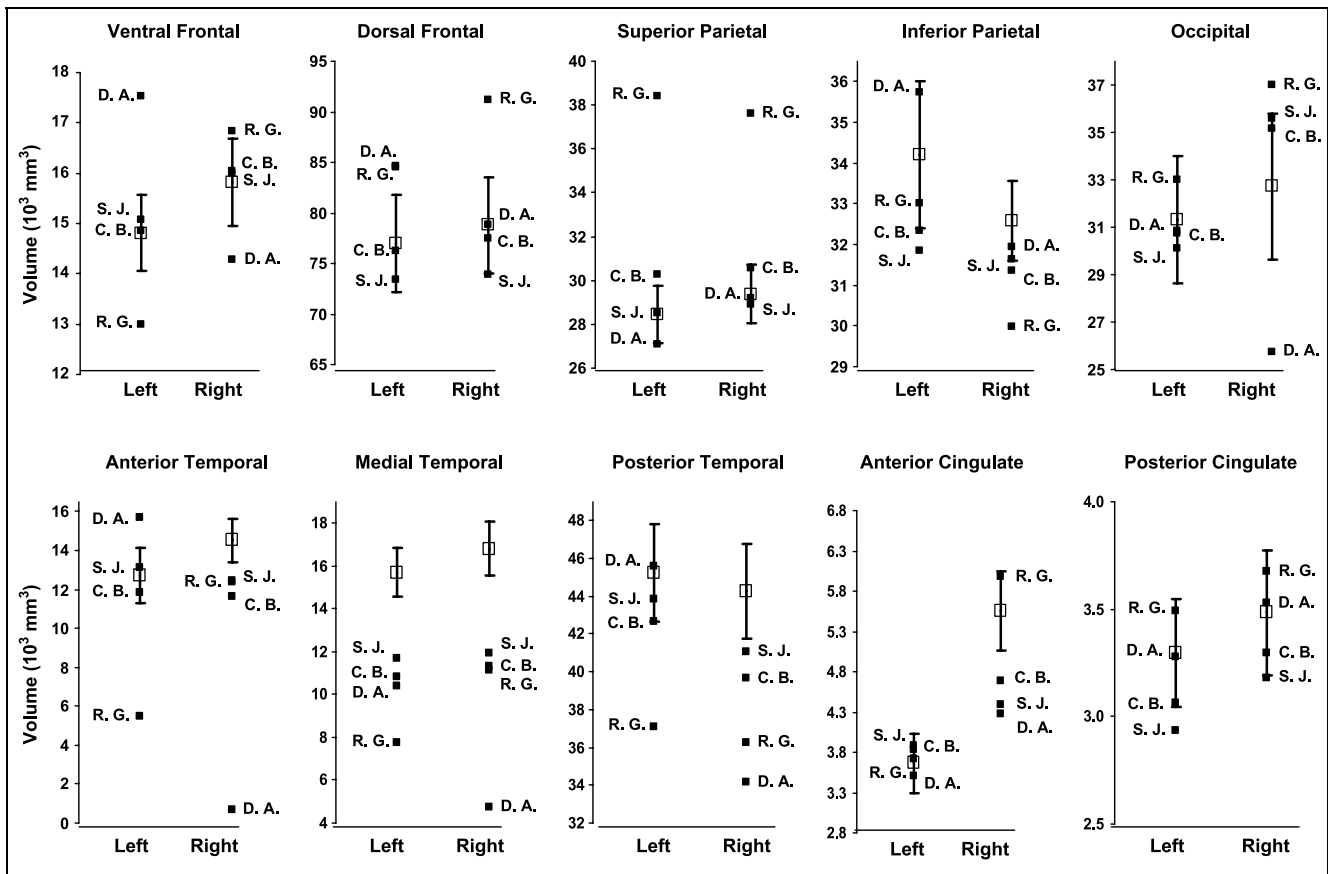 Ventral Frontal
Dorsal Frontal
Superior Parietal
Inferior Parietal
Occipital
Volume (10³ mm³)
18
17
16
15
14
13
12
D. A.
S. J.
C. B.
R. G.
R. G.
C. B.
S. J.
D. A.
Left Right
95
90
85
80
75
70
65
D. A.
R. G.
C. B.
S. J.
R. G.
D. A.
C. B.
S. J.
Left Right
40
38
36
34
32
30
28
26
R. G.
C. B.
S. J.
D. A.
R. G.
C. B.
D. A.
S. J.
Left Right
36
34
32
30
29
D. A.
R. G.
C. B.
S. J.
D. A.
S. J.
C. B.
R. G.
Left Right
37
35
33
31
29
27
25
R. G.
D. A.
C. B.
S. J.
R. G.
S. J.
C. B.
D. A.
Left Right
Anterior Temporal
Medial Temporal
Posterior Temporal
Anterior Cingulate
Posterior Cingulate
Volume (10³ mm³)
16
14
12
10
8
6
4
2
0
D. A.
S. J.
C. B.
R. G.
R. G.
S. J.
C. B.
D. A.
Left Right
18
16
14
12
10
8
6
4
S. J.
C. B.
D. A.
R. G.
S. J.
C. B.
R. G.
D. A.
Left Right
48
46
44
42
40
38
36
34
32
D. A.
S. J.
C. B.
R. G.
S. J.
C. B.
R. G.
D. A.
Left Right
6.8
6.3
5.8
5.3
4.8
4.3
3.8
3.3
2.8
S. J.
C. B.
R. G.
D. A.
R. G.
C. B.
S. J.
D. A.
Left Right
4.0
3.5
3.0
2.5
R. G.
D. A.
C. B.
S. J.
R. G.
D. A.
C. B.
S. J.
Left Right